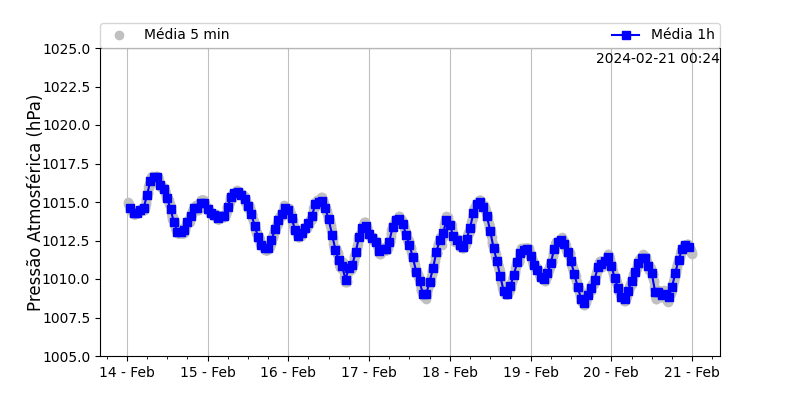 Média 5 min
Média 1h
2024-02-21 00:24
Pressão Atmosférica (hPa)
1025.0
1022.5
1020.0
1017.5
1015.0
1012.5
1010.0
1007.5
1005.0
14 - Feb
15 - Feb
16 - Feb
17 - Feb
18 - Feb
19 - Feb
20 - Feb
21 - Feb